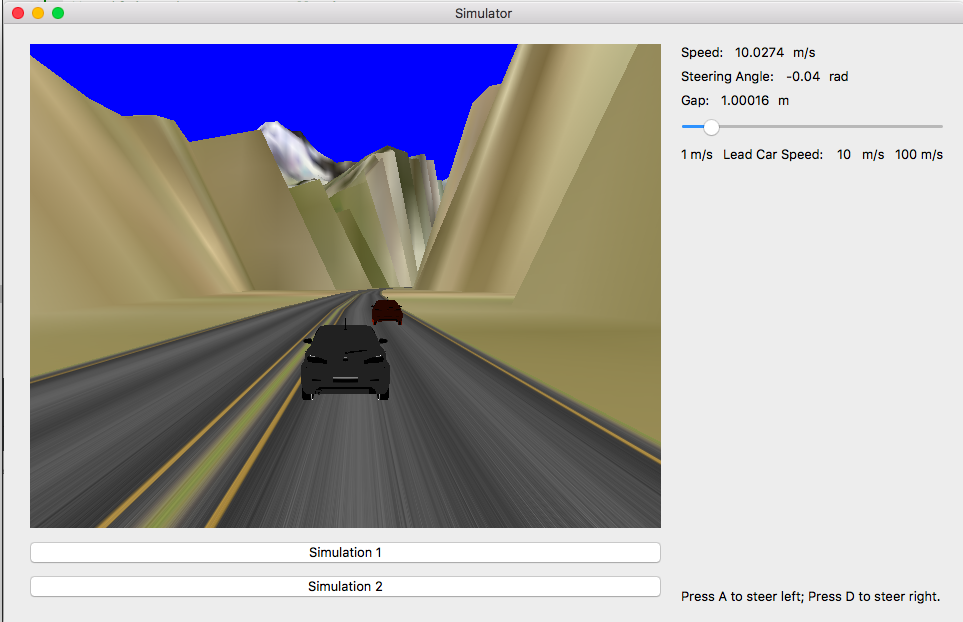 Simulator
Speed: 10.0274 m/s
Steering Angle: -0.04 rad
Gap: 1.00016 m
1 m/s Lead Car Speed: 10 m/s 100 m/s
Simulation 1
Simulation 2
Press A to steer left; Press D to steer right.